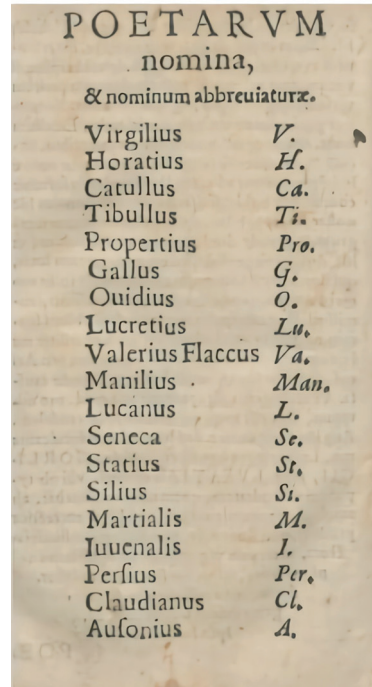 POETARVM
nomina,
& nominum abbreuiaturæ.
Virgilius V.
Horatius H.
Catullus Ca.
Tibullus Ti.
Propertius Pro.
Gallus G.
Ouidius O.
Lucretius Lu.
Valerius Flaccus Va.
Manilius Man.
Lucanus L.
Seneca Se.
Statius St.
Silius Si.
Martialis M.
Iuuenalis I.
Perſius Per.
Claudianus Cl.
Auſonius A.